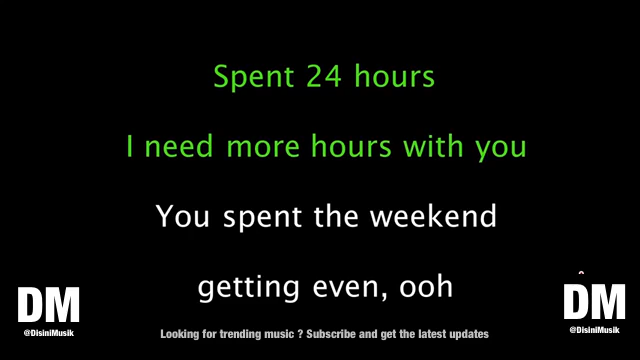 Spent 24 hours
I need more hours with you
You spent the weekend
getting even, ooh
DM
@DisiniMusik
DM
@DisiniMusik
Looking for trending music ? Subscribe and get the latest updates